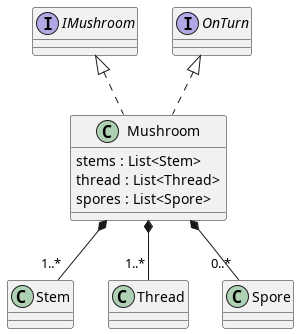 I IMushroom
I OnTurn
C Mushroom
stems : List<Stem>
thread : List<Thread>
spores : List<Spore>
1..*
1..*
0..*
C Stem
C Thread
C Spore